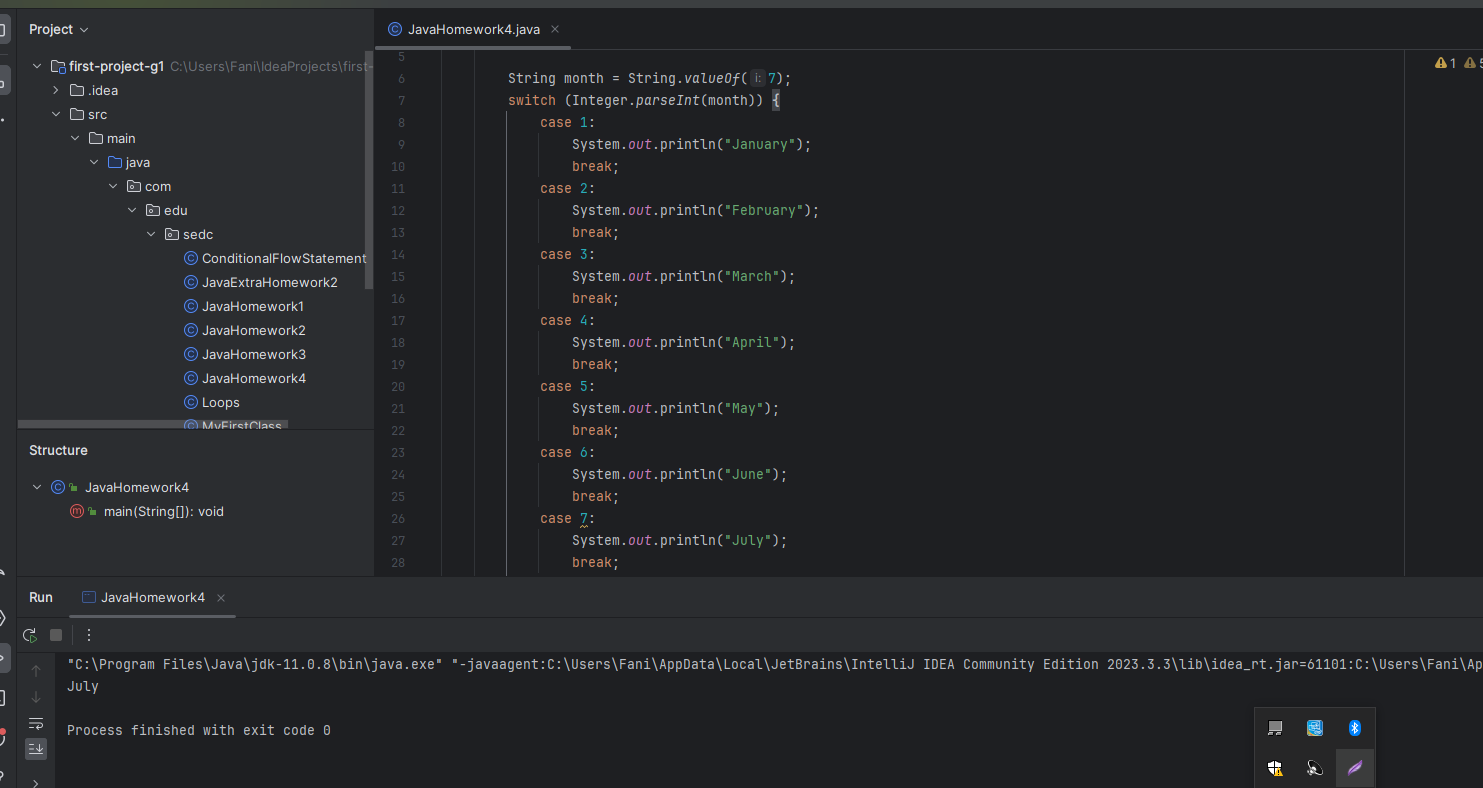 Project
JavaHomework4.java
first-project-g1 C:\Users\Fani\IdeaProjects\first-
.idea
src
main
java
com
edu
sedc
ConditionalFlowStatement
JavaExtraHomework2
JavaHomework1
JavaHomework2
JavaHomework3
JavaHomework4
Loops
MyFirstClass
Structure
JavaHomework4
main(String[]): void
1
5
5
6 String month = String.valueOf( i: 7);
7 switch (Integer.parseInt(month)) {
8 case 1:
9 System.out.println("January");
10 break;
11 case 2:
12 System.out.println("February");
13 break;
14 case 3:
15 System.out.println("March");
16 break;
17 case 4:
18 System.out.println("April");
19 break;
20 case 5:
21 System.out.println("May");
22 break;
23 case 6:
24 System.out.println("June");
25 break;
26 case 7:
27 System.out.println("July");
28 break;
Run JavaHomework4
"C:\Program Files\Java\jdk-11.0.8\bin\java.exe" "-javaagent:C:\Users\Fani\AppData\Local\JetBrains\IntelliJ IDEA Community Edition 2023.3.3\lib\idea_rt.jar=61101:C:\Users\Fani\Ap
July
Process finished with exit code 0